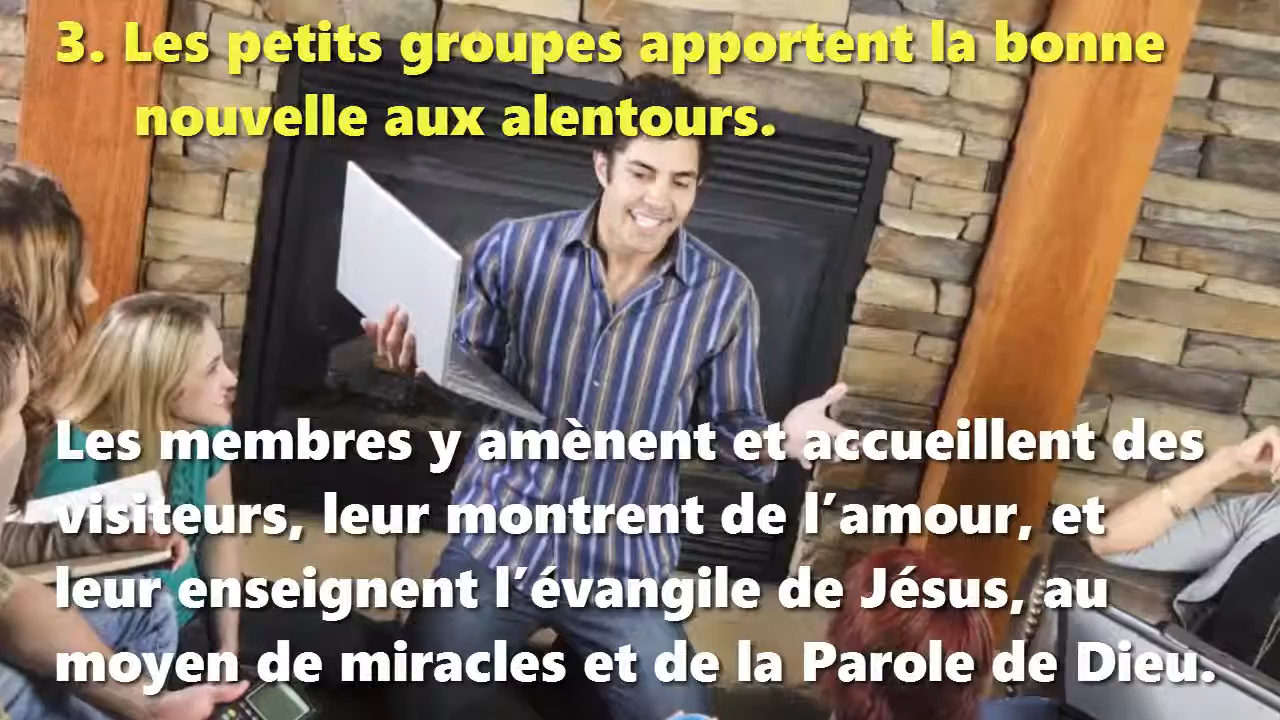 3. Les petits groupes apportent la bonne
nouvelle aux alentours.
Les membres y amènent et accueillent des
visiteurs, leur montrent de l´amour, et
leur enseignent l´évangile de Jésus, au
moyen de miracles et de la Parole de Dieu.